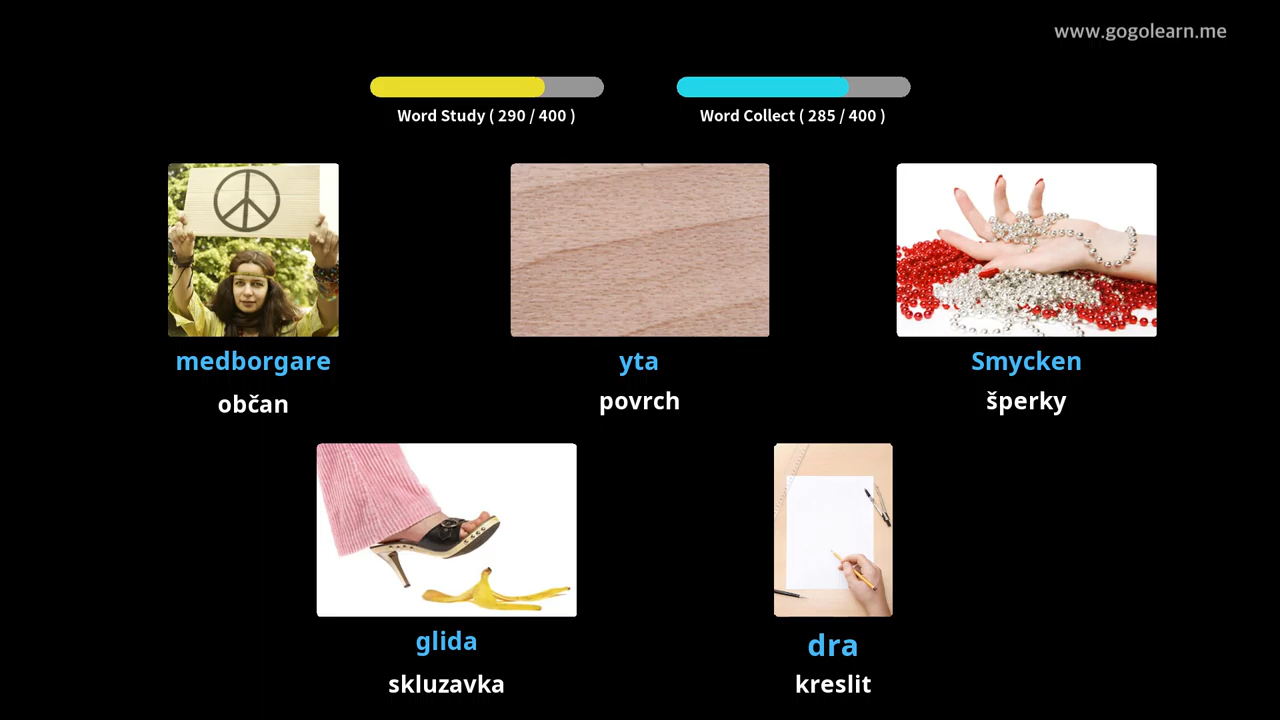 www.gogolearn.me
Word Study ( 290 / 400 )
Word Collect ( 285 / 400 )
medborgare
občan
yta
povrch
Smycken
šperky
glida
skluzavka
dra
kreslit